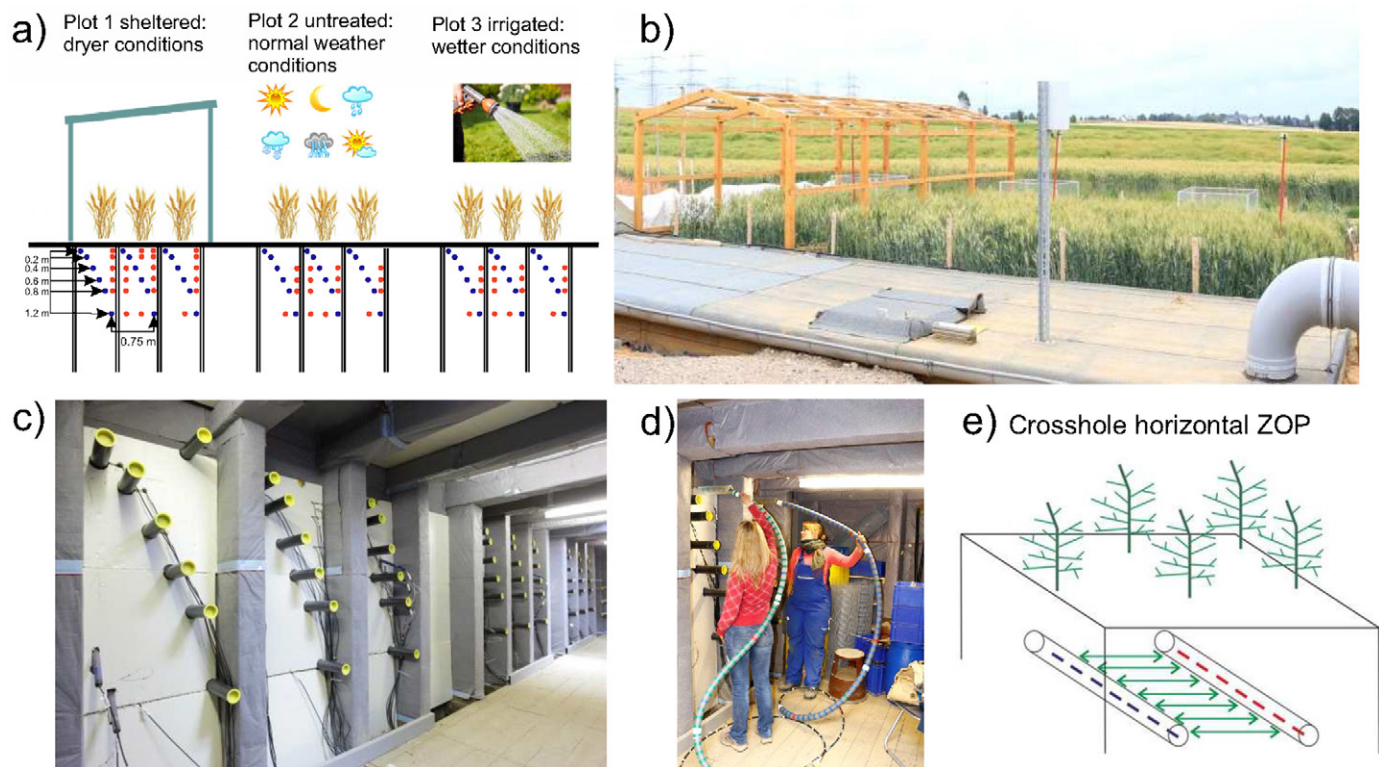 a)
Plot 1 sheltered:
dryer conditions
Plot 2 untreated:
normal weather
conditions
Plot 3 irrigated:
wetter conditions
0.2 m
0.4 m
0.6 m
0.8 m
1.2 m
0.75 m
b)
c)
d)
e) Crosshole horizontal ZOP